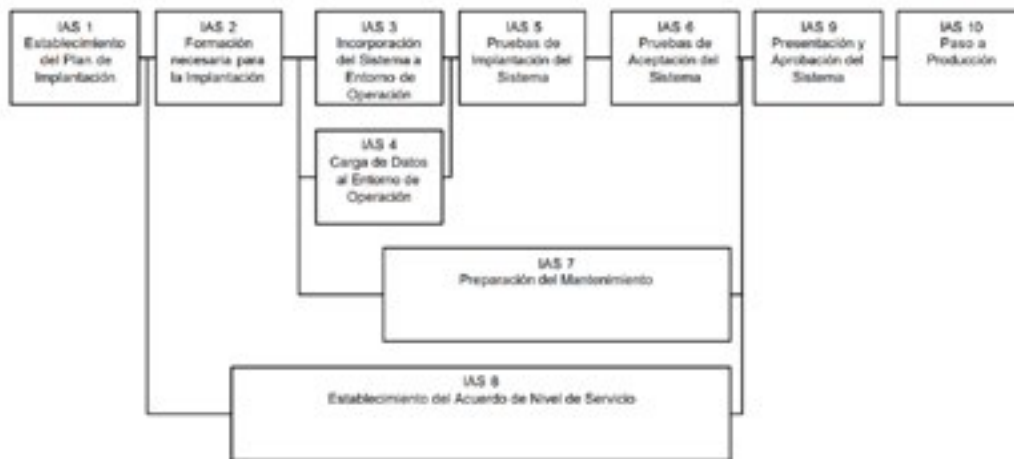 IAS 1
Establecimiento
del Plan de
Implantación
IAS 2
Formación
necesaria para
la Implantación
IAS 3
Incorporación
del Sistema a
Entorno de
Operación
IAS 4
Carga de Datos
al Entorno de
Operación
IAS 5
Pruebas de
Implantación del
Sistema
IAS 6
Pruebas de
Aceptación del
Sistema
IAS 9
Presentación y
Aprobación del
Sistema
IAS 10
Paso a
Producción
IAS 7
Preparación del Mantenimiento
IAS 8
Establecimiento del Acuerdo de Nivel de Servicio